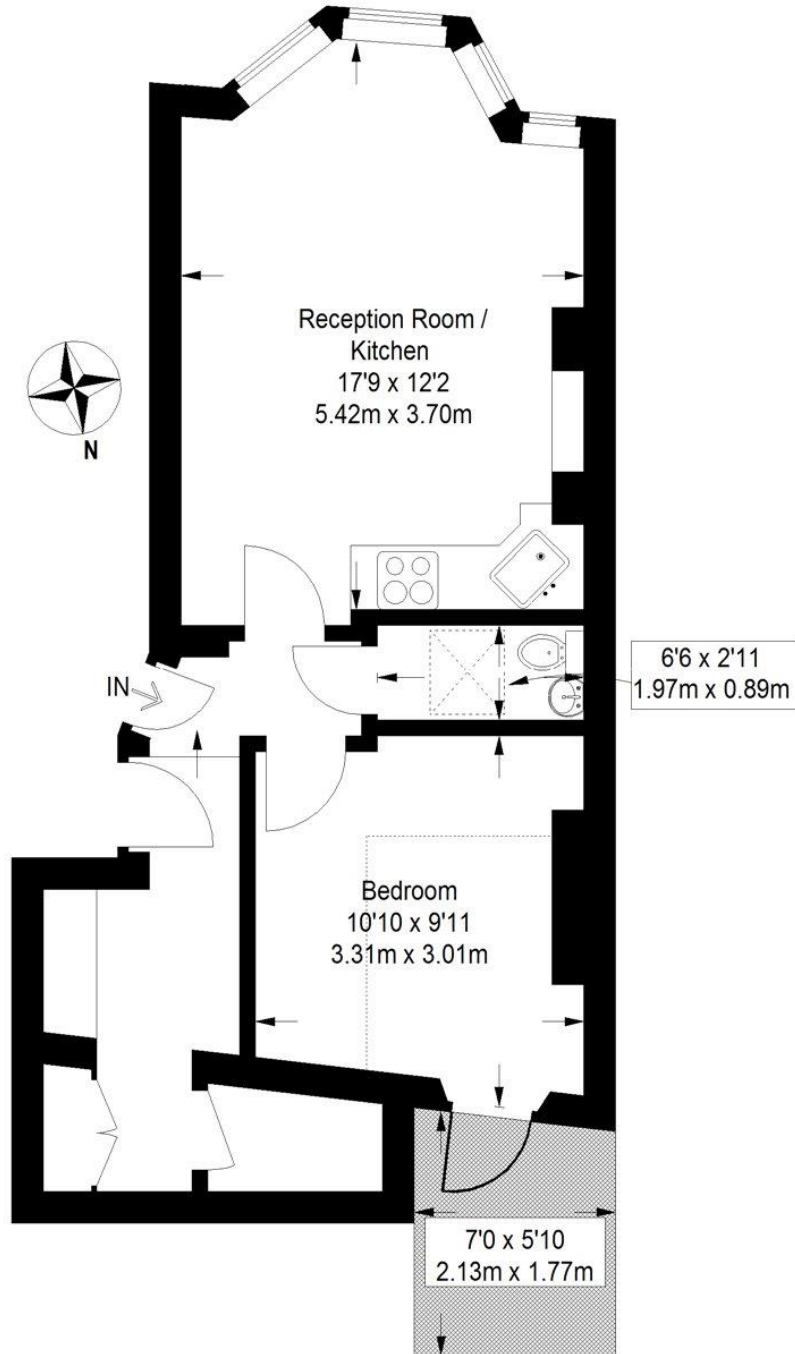 Reception Room /
Kitchen
17'9 x 12'2
5.42m x 3.70m
N
6'6 x 2'11
1.97m x 0.89m
IN
Bedroom
10'10 x 9'11
3.31m x 3.01m
7'0 x 5'10
2.13m x 1.77m